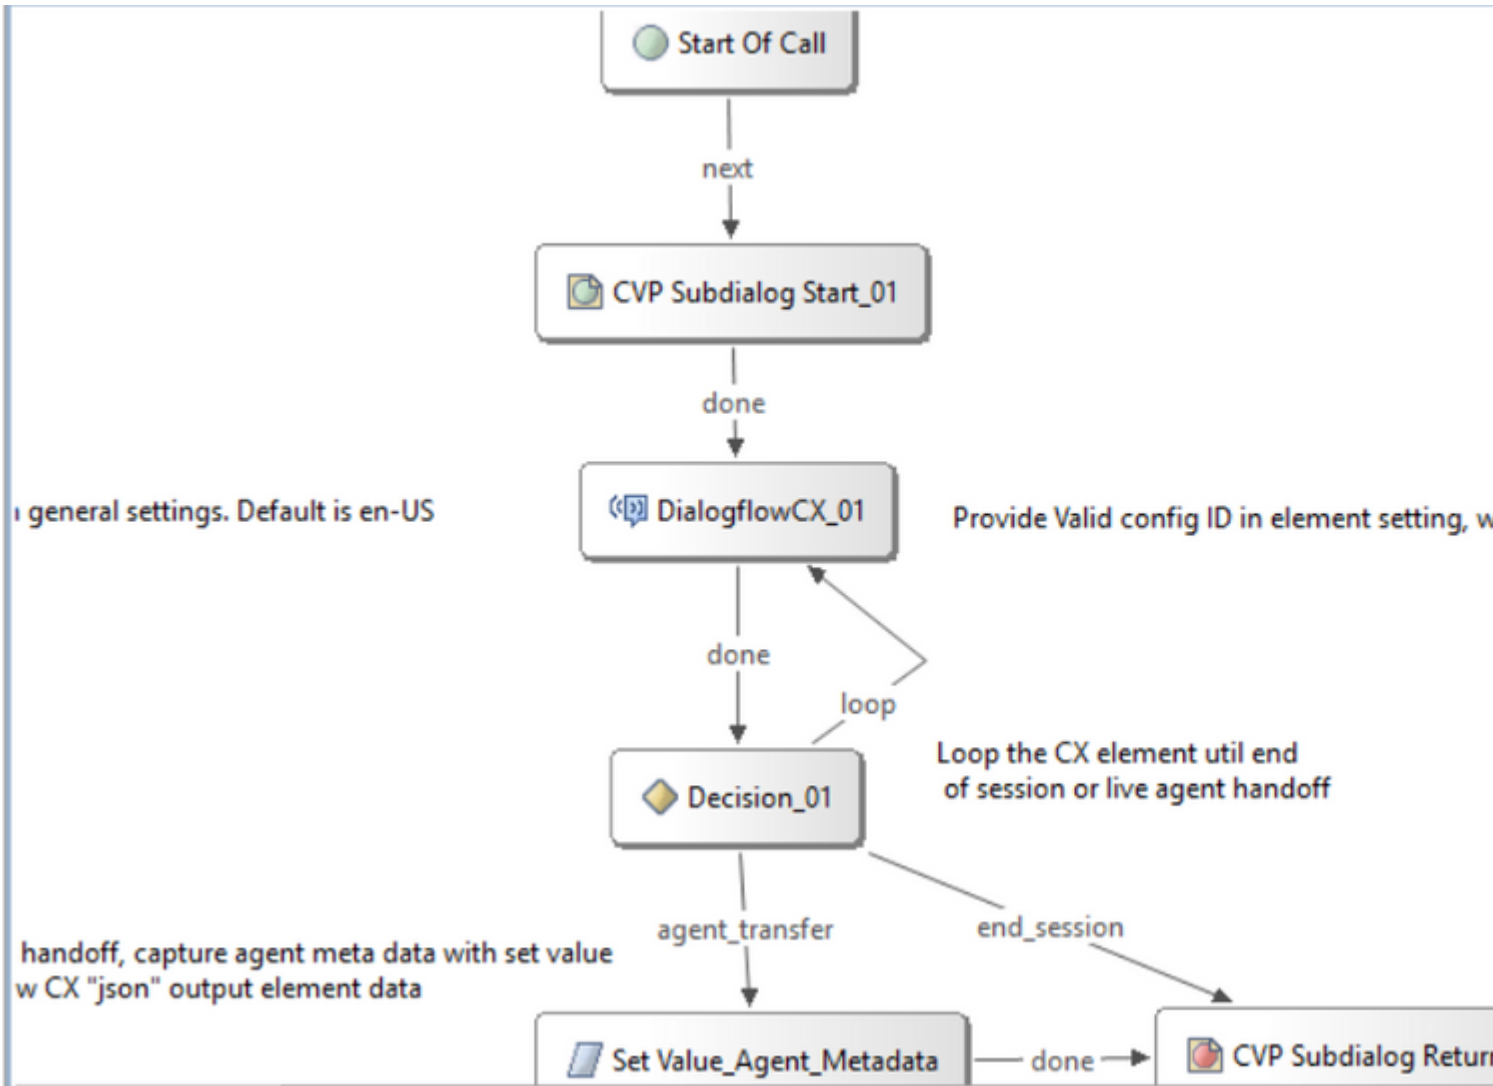 Start Of Call
next
CVP Subdialog Start_01
done
general settings. Default is en-US
DialogflowCX_01
Provide Valid config ID in element setting,
done
loop
Loop the CX element util end
of session or live agent handoff
Decision_01
agent_transfer
end_session
handoff, capture agent meta data with set value
w CX "json" output element data
Set Value_Agent_Metadata
done
CVP Subdialog Return